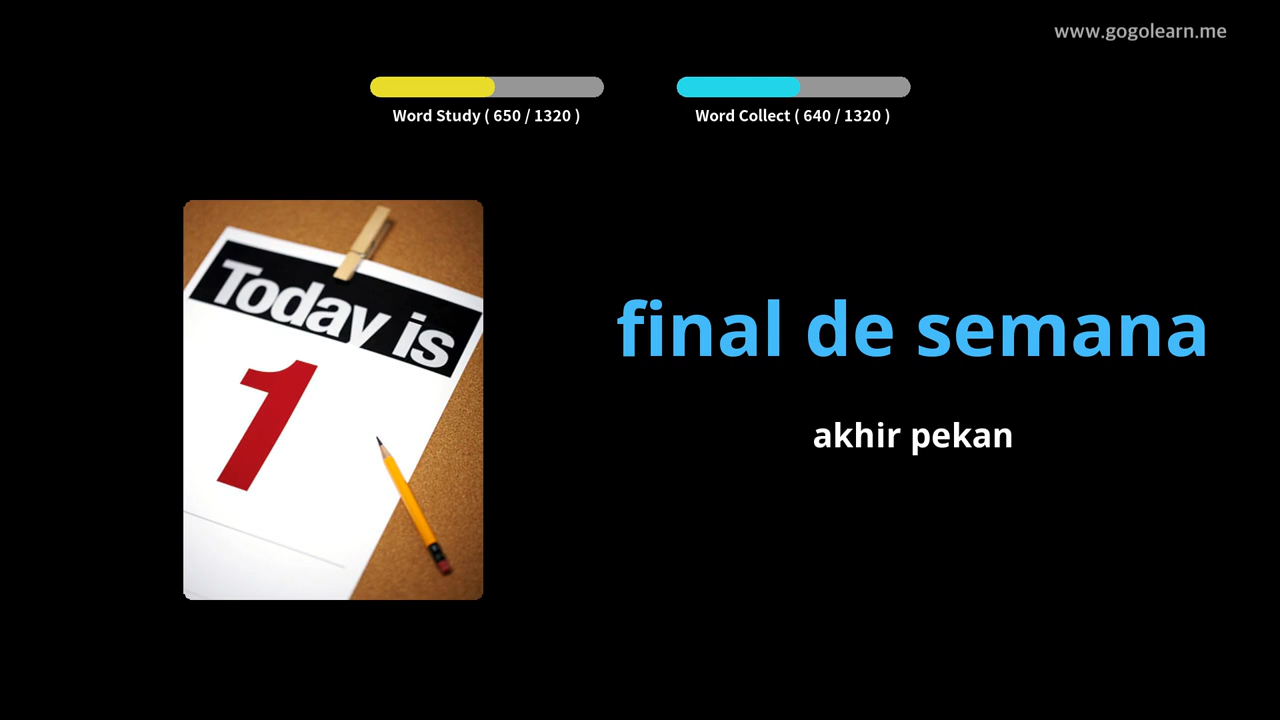 www.gogolearn.me
Word Study ( 650 / 1320 )
Word Collect ( 640 / 1320 )
Today is
1
final de semana
akhir pekan